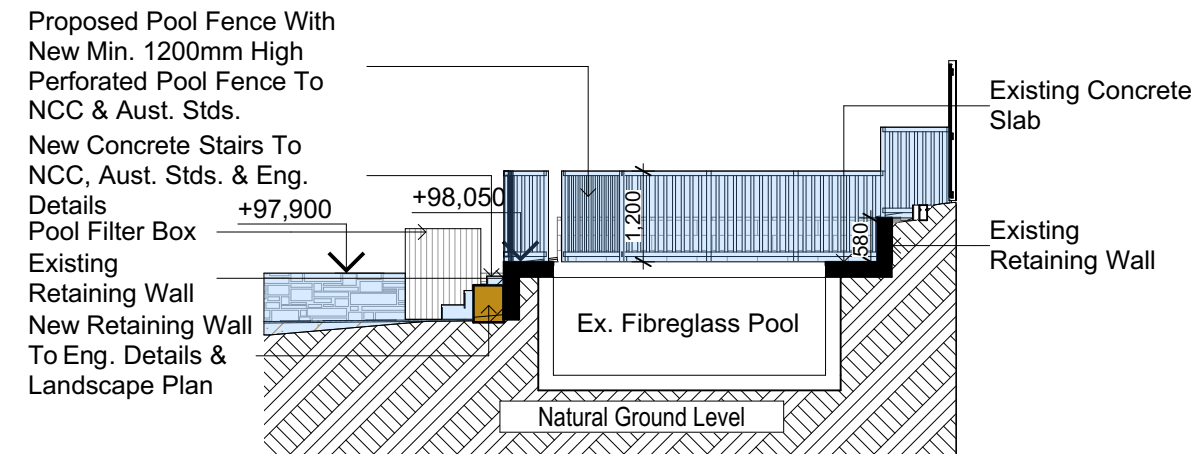 Proposed Pool Fence With
New Min. 1200mm High
Perforated Pool Fence To
NCC & Aust. Stds.
New Concrete Stairs To
NCC, Aust. Stds. & Eng.
Details
Pool Filter Box
Existing
Retaining Wall
New Retaining Wall
To Eng. Details &
Landscape Plan
+97,900
+98,050
1,200
580
Existing Concrete
Slab
Existing
Retaining Wall
Ex. Fibreglass Pool
Natural Ground Level